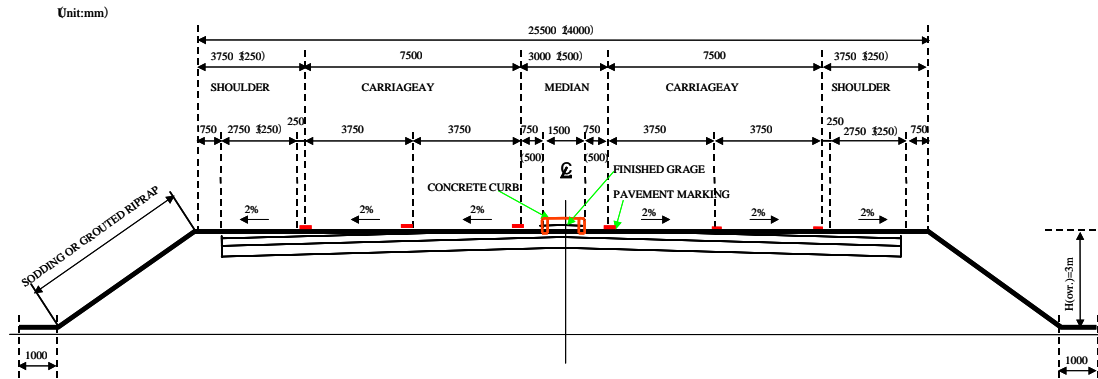 (Unit:mm)
25500 (24000)
3750 (3250) 7500 3000 (2500) 7500 3750 (3250)
SHOULDER CARRIAGEAY MEDIAN CARRIAGEAY SHOULDER
750 2750 (3250) 250 3750 3750 750 1500 750 3750 3750 250 2750 (3250) 750
(500) (500)
℄
FINISHED GRAGE
CONCRETE CURB
PAVEMENT MARKING
2% 2% 2% 2% 2% 2%
SODDING OR GROUTED RIPRAP
H(ovr.)=3m
1000 1000